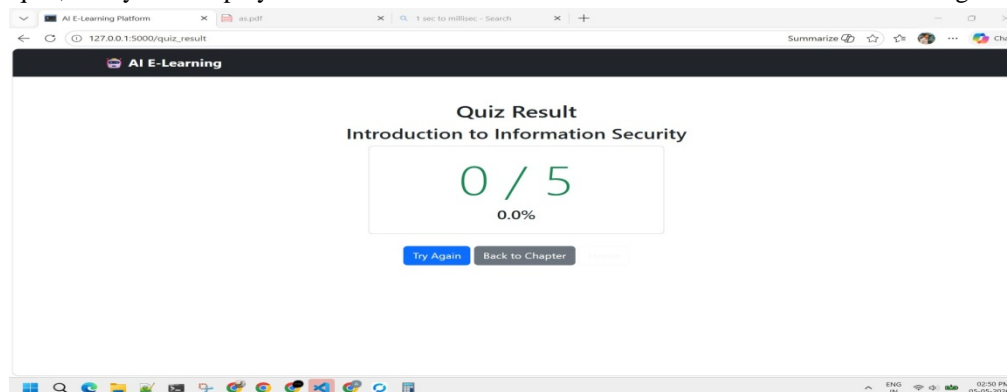 AI E-Learning Platform
as.pdf
1 sec to millisec - Search
127.0.0.1:5000/quiz_result
Summarize
AI E-Learning
Quiz Result
Introduction to Information Security
0 / 5
0.0%
Try Again
Back to Chapter
ENG
IN
02:50 PM